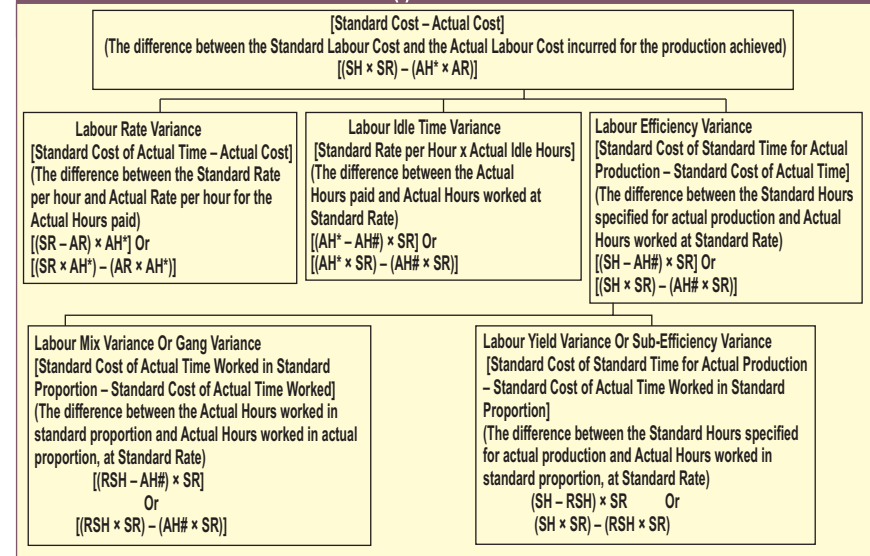 [Standard Cost – Actual Cost]
(The difference between the Standard Labour Cost and the Actual Labour Cost incurred for the production achieved)
[(SH × SR) – (AH* × AR)]
Labour Rate Variance
[Standard Cost of Actual Time – Actual Cost]
(The difference between the Standard Rate
per hour and Actual Rate per hour for the
Actual Hours paid)
[(SR – AR) × AH*] Or
[(SR × AH*) – (AR × AH*)]
Labour Idle Time Variance
[Standard Rate per Hour x Actual Idle Hours]
(The difference between the Actual
Hours paid and Actual Hours worked at
Standard Rate)
[(AH* – AH#) × SR] Or
[(AH* × SR) – (AH# × SR)]
Labour Efficiency Variance
[Standard Cost of Standard Time for Actual
Production – Standard Cost of Actual Time]
(The difference between the Standard Hours
specified for actual production and Actual
Hours worked at Standard Rate)
[(SH – AH#) × SR] Or
[(SH × SR) – (AH# × SR)]
Labour Mix Variance Or Gang Variance
[Standard Cost of Actual Time Worked in Standard
Proportion – Standard Cost of Actual Time Worked]
(The difference between the Actual Hours worked in
standard proportion and Actual Hours worked in actual
proportion, at Standard Rate)
[(RSH – AH#) × SR]
Or
[(RSH × SR) – (AH# × SR)]
Labour Yield Variance Or Sub-Efficiency Variance
[Standard Cost of Standard Time for Actual Production
– Standard Cost of Actual Time Worked in Standard
Proportion]
(The difference between the Standard Hours specified
for actual production and Actual Hours worked in
standard proportion, at Standard Rate)
(SH – RSH) × SR Or
(SH × SR) – (RSH × SR)